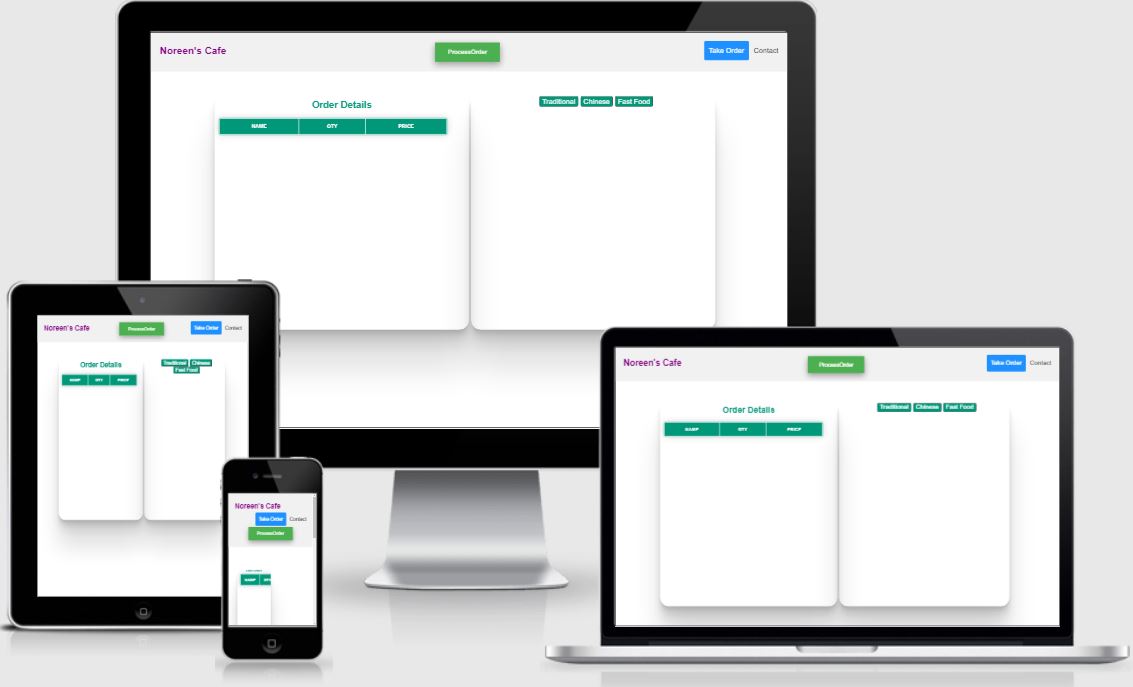 Noreen's Cafe ProcessOrder Take Order Contact
Order Details Traditional Chinese Fast Food
NAME QTY PRICE
Noreen's Cafe ProcessOrder Take Order Contact
Order Details Traditional Chinese
Fast Food
NAME QTY PRICE
Noreen's Cafe
Take Order Contact
ProcessOrder
NAME
Noreen's Cafe ProcessOrder Take Order Contact
Order Details Traditional Chinese Fast Food
NAME QTY PRICE